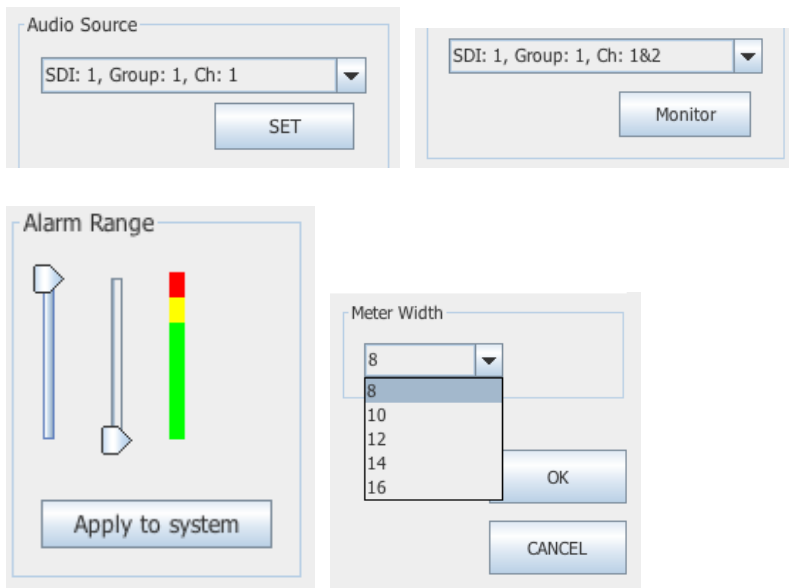 Audio Source
SDI: 1, Group: 1, Ch: 1
SET
SDI: 1, Group: 1, Ch: 1&2
Monitor
Alarm Range
Apply to system
Meter Width
8
8
10
12
14
16
OK
CANCEL